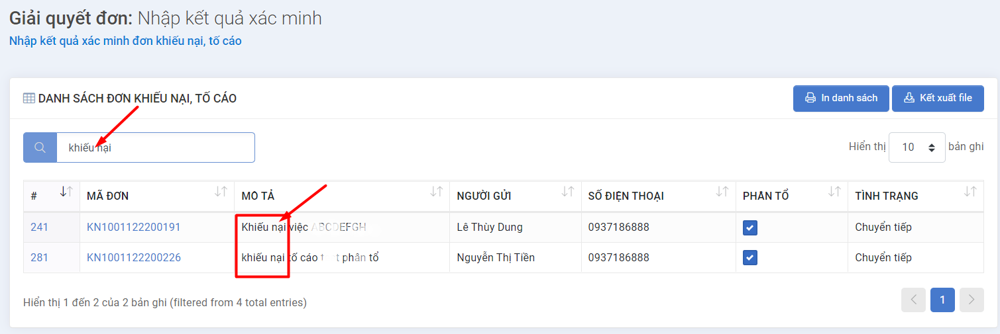 Giải quyết đơn: Nhập kết quả xác minh
Nhập kết quả xác minh đơn khiếu nại, tố cáo
DANH SÁCH ĐƠN KHIẾU NẠI, TỐ CÁO
In danh sách
Kết xuất file
khiếu nại
Hiển thị 10 bản ghi
# MÃ ĐƠN MÔ TẢ NGƯỜI GỬI SỐ ĐIỆN THOẠI PHÂN TỔ TÌNH TRẠNG
241 KN1001122200191 Khiếu nại việc ABCDEFGH Lê Thùy Dung 0937186888 Chuyển tiếp
281 KN1001122200226 khiếu nại tố cáo phân tổ Nguyễn Thị Tiền 0937186888 Chuyển tiếp
Hiển thị 1 đến 2 của 2 bản ghi (filtered from 4 total entries)
1